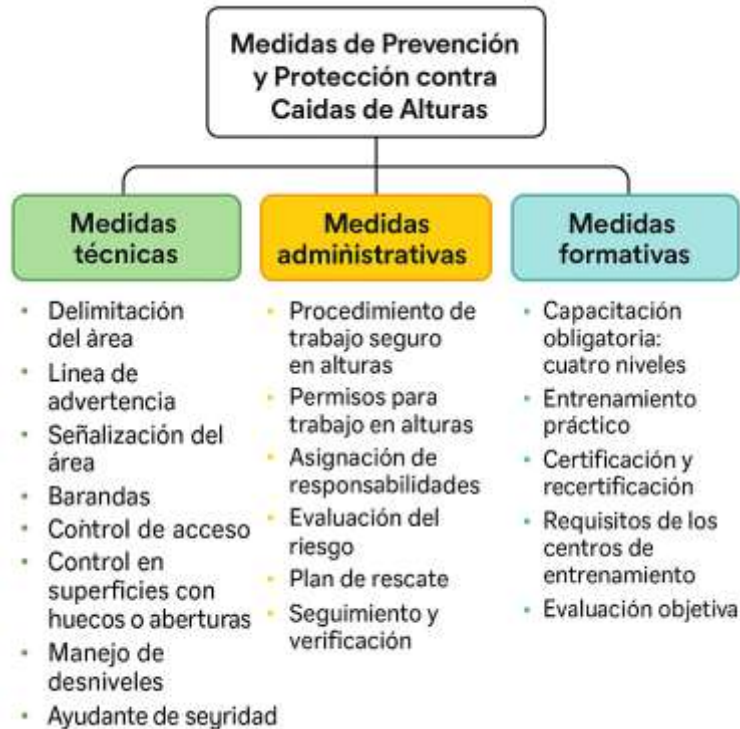 Medidas de Prevención
y Protección contra
Caidas de Alturas
Medidas
técnicas
• Delimitación
del área
• Línea de
advertencia
• Señalización del
área
• Barandas
• Control de acceso
• Control en
superficies con
huecos o aberturas
• Manejo de
desniveles
• Ayudante de seyridad
Medidas
administrativas
• Procedimiento de
trabajo seguro
en alturas
• Permisos para
trabajo en alturas
• Asignación de
responsabilidades
• Evaluación del
riesgo
• Plan de rescate
• Seguimiento y
verificación
Medidas
formativas
• Capacitación
obligatoria:
cuatro niveles
• Entrenamiento
práctico
• Certificación y
recertificación
• Requisitos de los
centros de
entrenamiento
• Evaluación objetiva